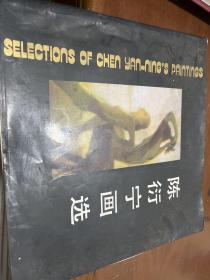 SELECTIONS OF CHEN YAN-NING'S PAINTINGS
陈衍宁画选